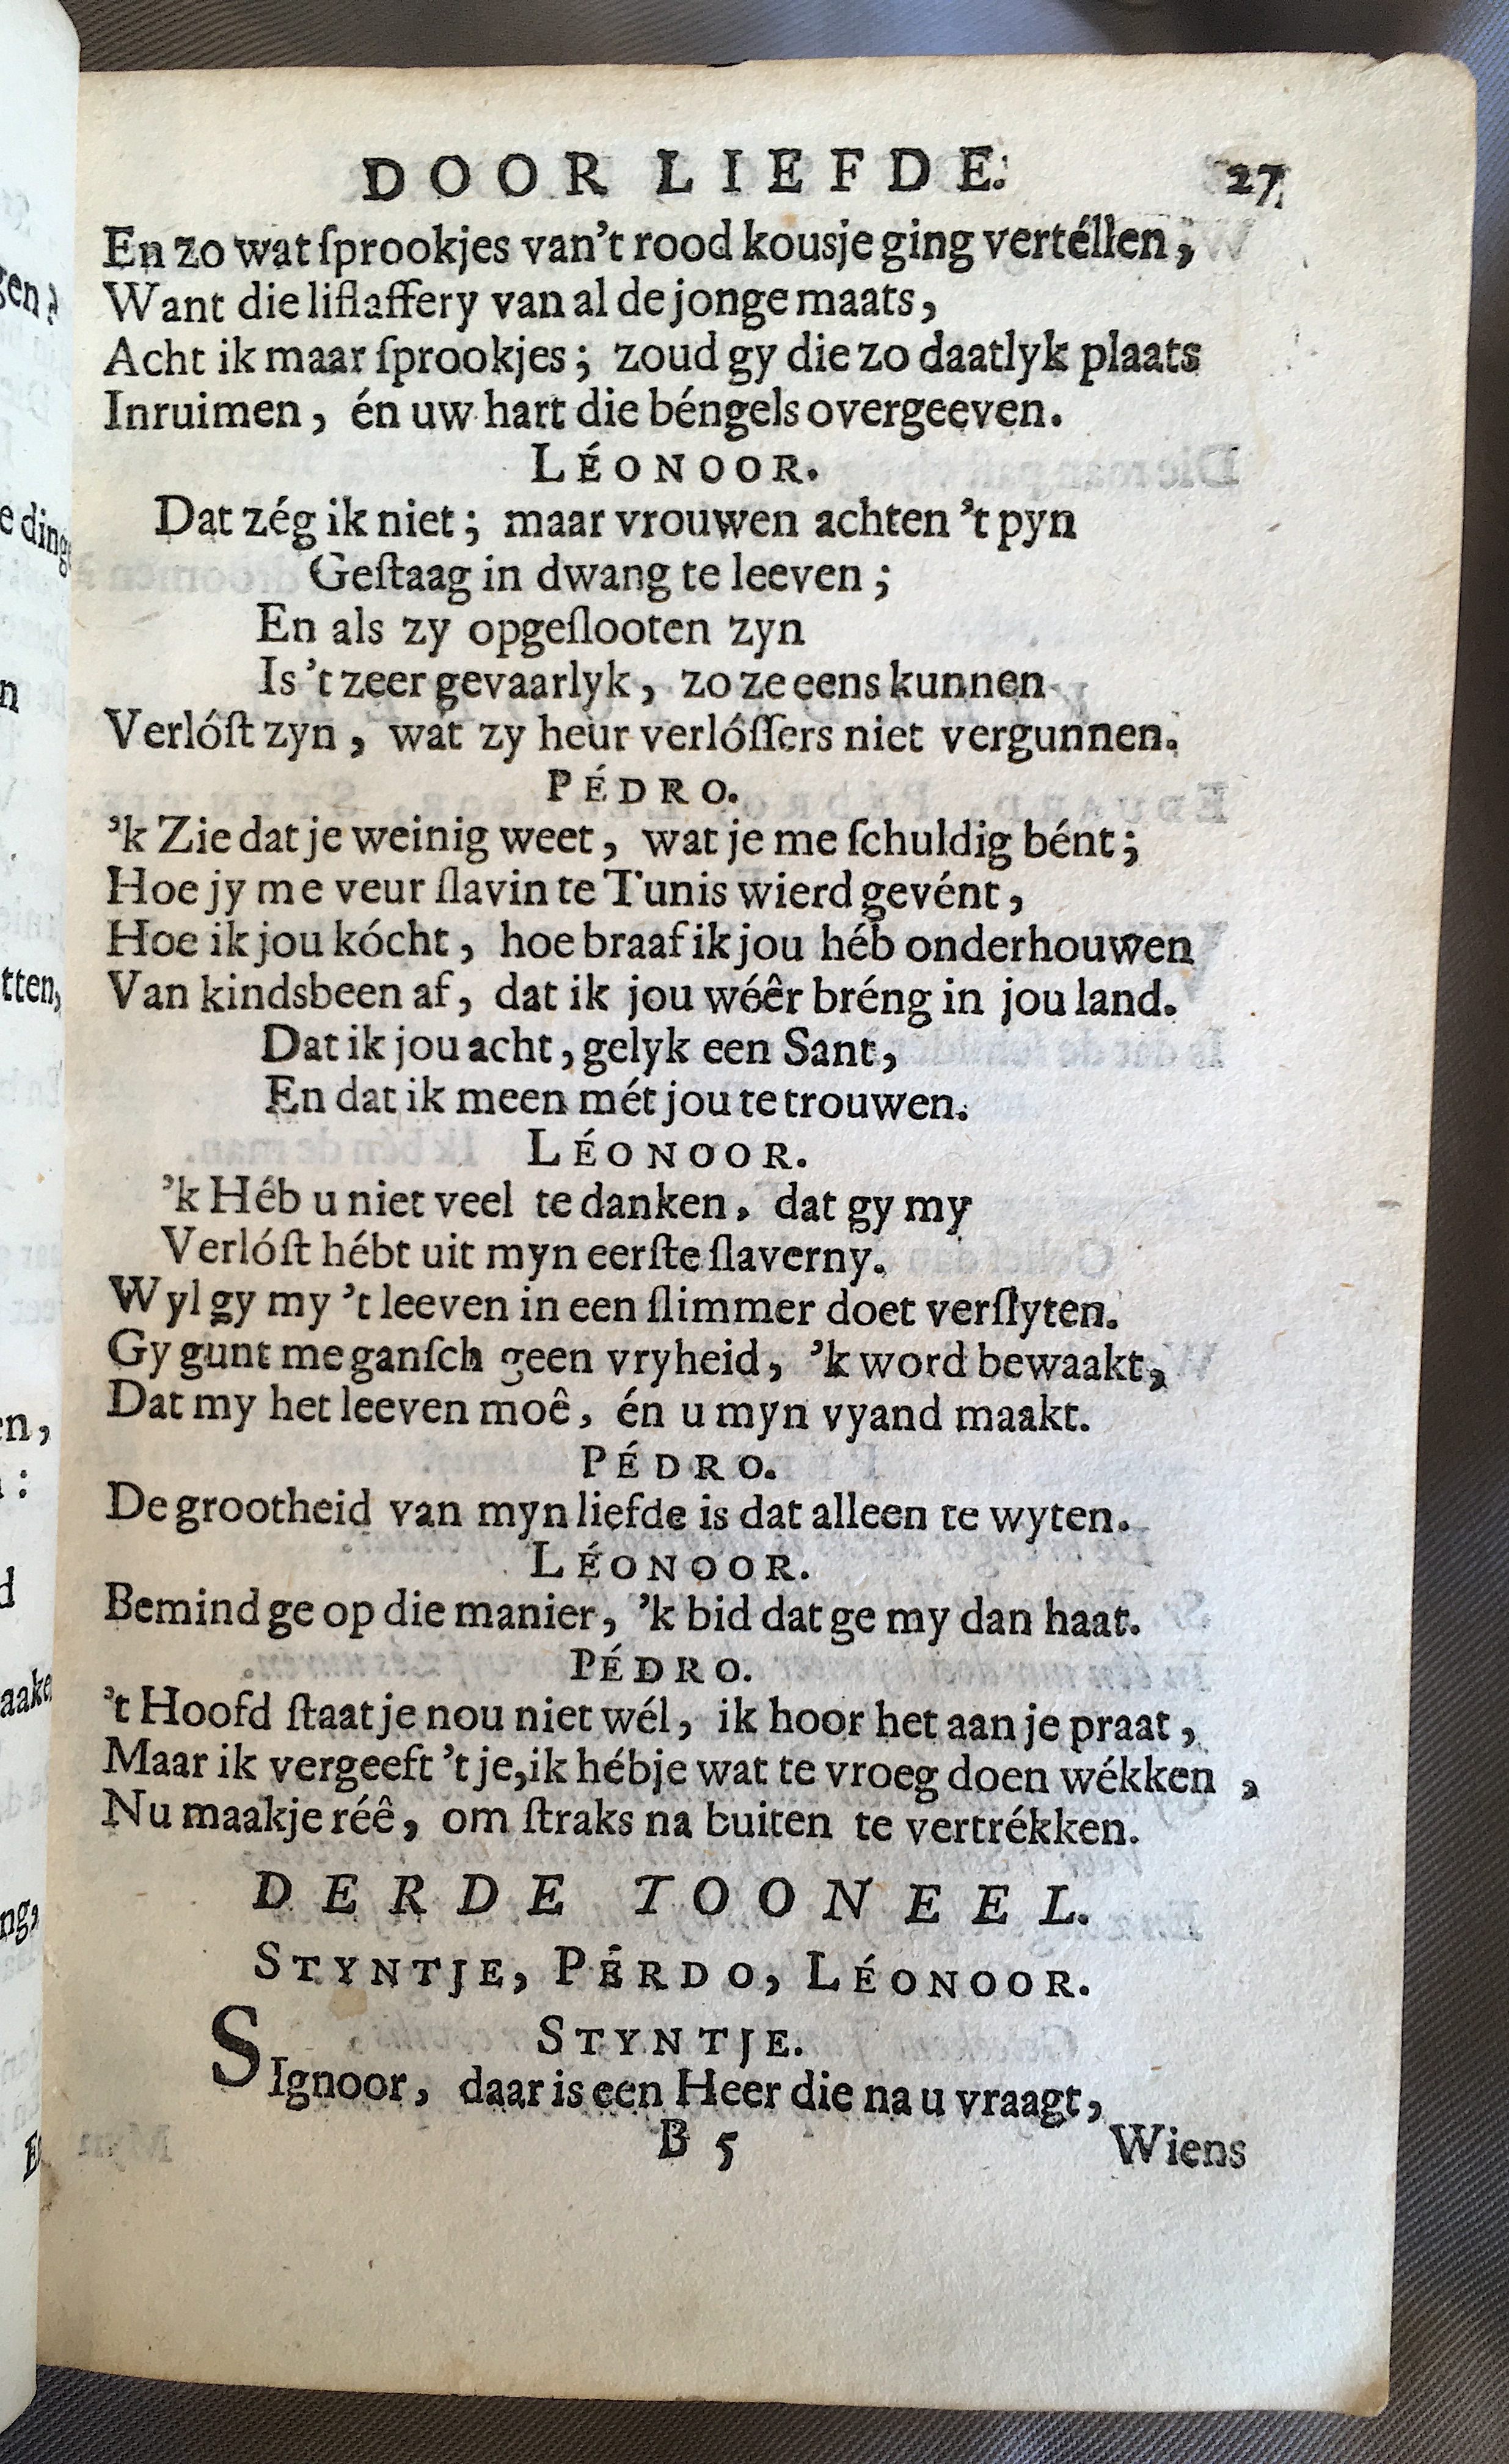 DOOR LIEFDE. 27
En zo wat ſprookjes van't rood kousje ging vertéllen,
Want die liflaffery van al de jonge maats,
Acht ik maar ſprookjes; zoud gy die zo daatlyk plaats
Inruimen, én uw hart die béngels overgeeven.
LÉONOOR.
Dat zég ik niet; maar vrouwen achten 't pyn
Geſtaag in dwang te leeven;
En als zy opgeſlooten zyn
Is 't zeer gevaarlyk, zo ze eens kunnen
Verlóſt zyn, wat zy heur verlóſſers niet vergunnen.
PÉDRO.
'k Zie dat je weinig weet, wat je me ſchuldig bént;
Hoe jy me veur ſlavin te Tunis wierd gevént,
Hoe ik jou kócht, hoe braaf ik jou héb onderhouwen
Van kindsbeen af, dat ik jou wéêr bréng in jou land.
Dat ik jou acht, gelyk een Sant,
En dat ik meen mét jou te trouwen.
LÉONOOR.
'k Héb u niet veel te danken, dat gy my
Verlóſt hébt uit myn eerſte ſlaverny.
Wyl gy my 't leeven in een ſlimmer doet verſlyten.
Gy gunt me ganſch geen vryheid, 'k word bewaakt,
Dat my het leeven moê, én u myn vyand maakt.
PÉDRO.
De grootheid van myn liefde is dat alleen te wyten.
LÉONOOR.
Bemind ge op die manier, 'k bid dat ge my dan haat.
PÉDRO.
't Hoofd ſtaat je nou niet wél, ik hoor het aan je praat,
Maar ik vergeeft 't je, ik hébje wat te vroeg doen wékken,
Nu maakje réê, om ſtraks na buiten te vertrékken.
DERDE TOONEEL.
STYNTJE, PÉRDO, LÉONOOR.
STYNTJE.
SIgnoor, daar is een Heer die na u vraagt,
B 5 Wiens